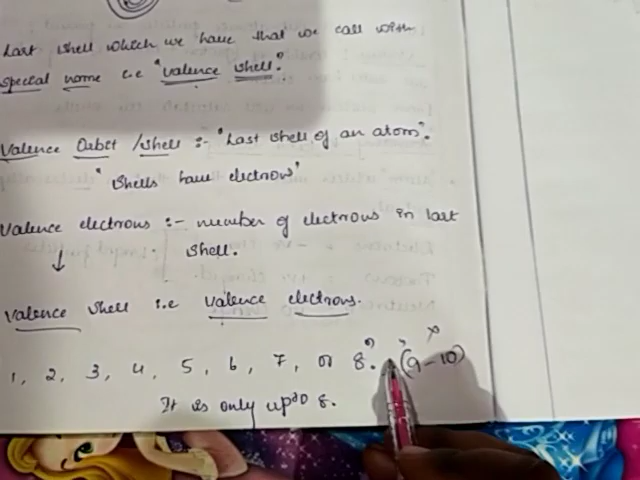 Last shell which we have that we call with
special name i.e "valence shell."
Valence Orbit /shell :- "Last shell of an atom".
"shells have electrons"
Valence electrons :- number of electrons in last
shell.
↓
Valence shell i.e valence electrons.
1, 2, 3, 4, 5, 6, 7, or 8. (9-10)
It is only upto 8.